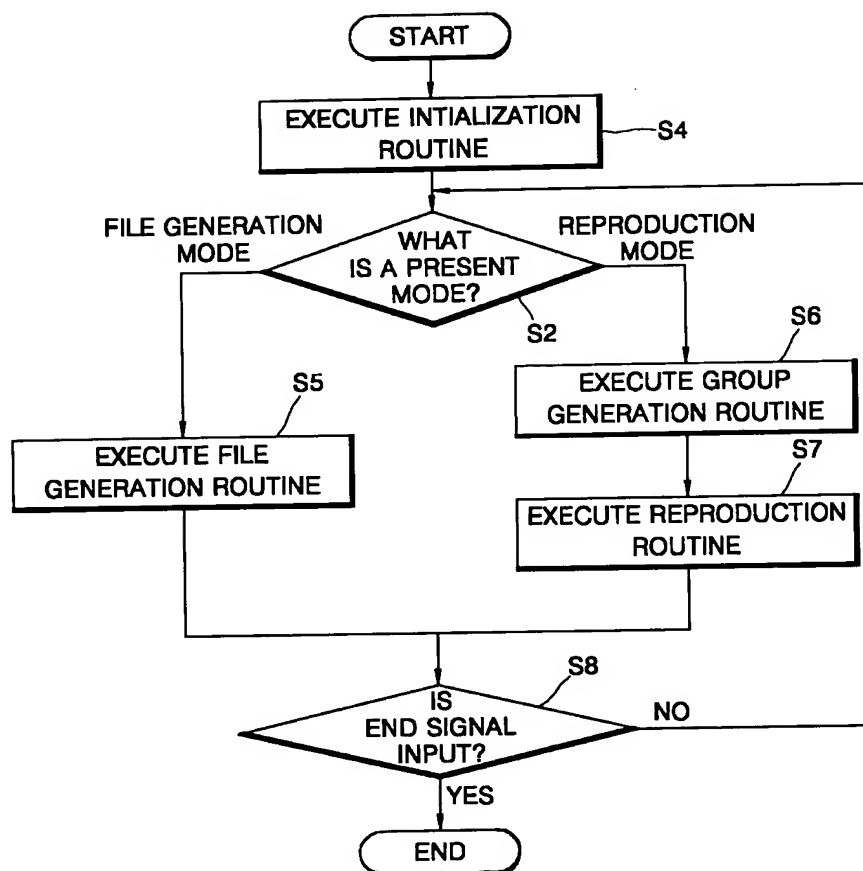 START
EXECUTE INTIALIZATION
ROUTINE
S4
FILE GENERATION
MODE
WHAT
IS A PRESENT
MODE?
REPRODUCTION
MODE
S2
S6
EXECUTE GROUP
GENERATION ROUTINE
S5
EXECUTE FILE
GENERATION ROUTINE
S7
EXECUTE REPRODUCTION
ROUTINE
S8
IS
END SIGNAL
INPUT?
NO
YES
END